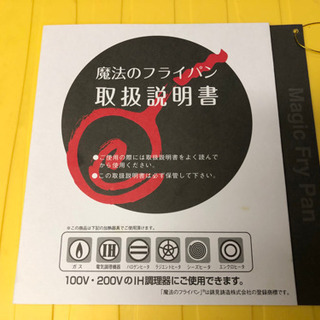 魔法のフライパン
取扱説明書
●ご使用の際には取扱説明書をよく読んで
から使用ください。
●この取扱説明書は必ず保管して下さい。
※この商品は下記の加熱器具でご使用頂けます。
ガス 電気調理機器 ハロゲンヒータ ラジエントヒータ シーズヒータ エンクロヒータ
100V・200VのIH調理器にご使用できます。
「魔法のフライパン」は錦見鋳造株式会社の登録商標です。
Magic Fry Pan